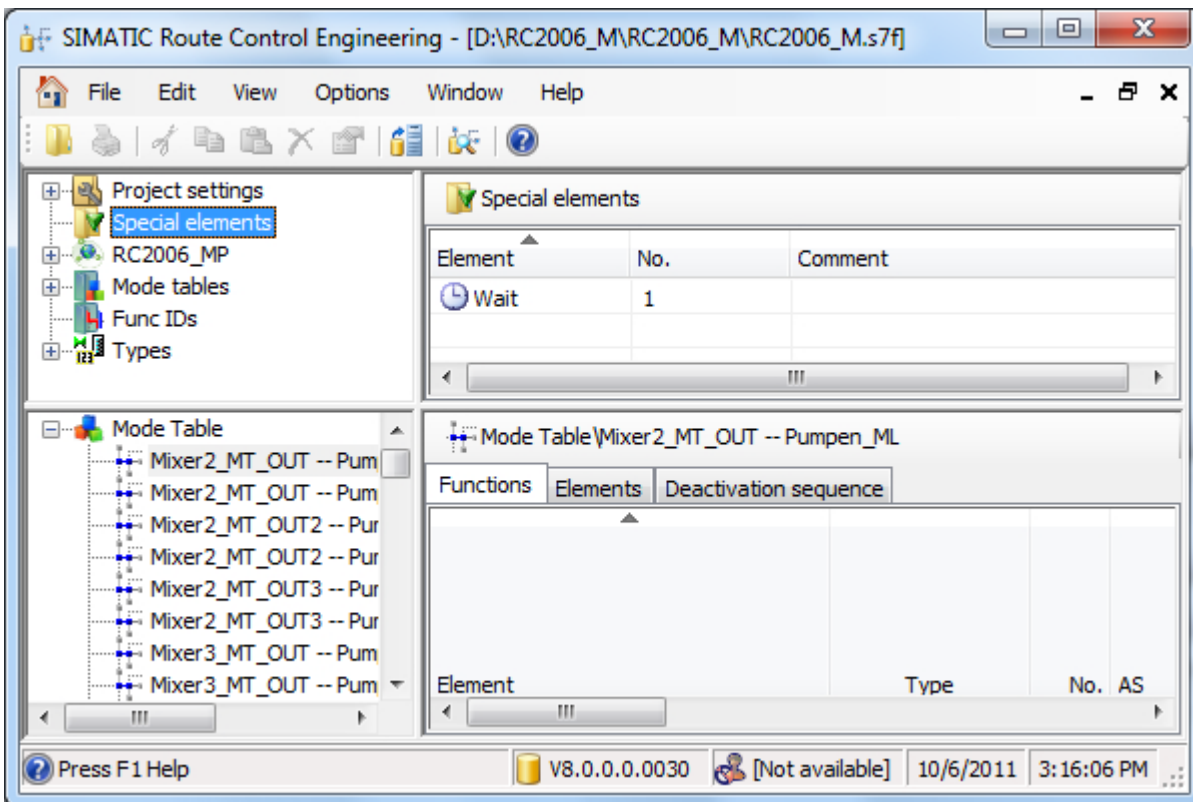 SIMATIC Route Control Engineering - [D:\RC2006_M\RC2006_M\RC2006_M.s7f]
File Edit View Options Window Help
Project settings
Special elements
RC2006_MP
Mode tables
Func IDs
Types
Special elements
Element No. Comment
Wait 1
Mode Table
Mixer2_MT_OUT -- Pum
Mixer2_MT_OUT -- Pum
Mixer2_MT_OUT2 -- Pur
Mixer2_MT_OUT2 -- Pur
Mixer2_MT_OUT3 -- Pur
Mixer2_MT_OUT3 -- Pur
Mixer3_MT_OUT -- Pum
Mixer3_MT_OUT -- Pum
Mode Table\Mixer2_MT_OUT -- Pumpen_ML
Functions Elements Deactivation sequence
Element Type No. AS
Press F1 Help V8.0.0.0.0030 [Not available] 10/6/2011 3:16:06 PM